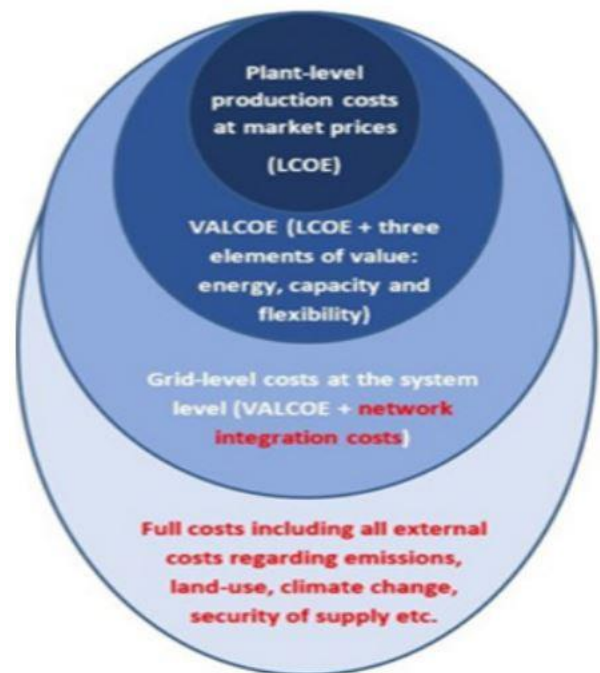 Plant-level
production costs
at market prices
(LCOE)
VALCOE (LCOE + three
elements of value:
energy, capacity and
flexibility)
Grid-level costs at the system
level (VALCOE + network
integration costs)
Full costs including all external
costs regarding emissions,
land-use, climate change,
security of supply etc.